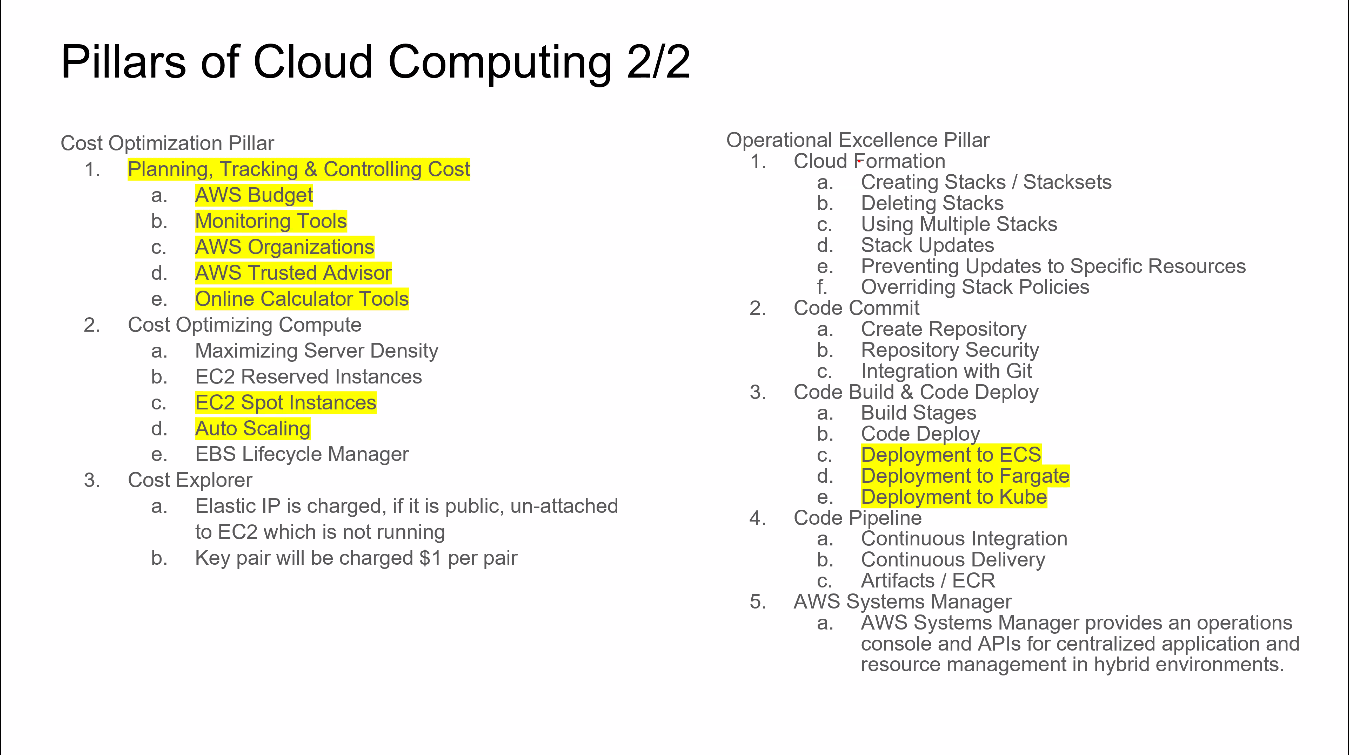 Pillars of Cloud Computing 2/2
Cost Optimization Pillar
1. Planning, Tracking & Controlling Cost
a. AWS Budget
b. Monitoring Tools
c. AWS Organizations
d. AWS Trusted Advisor
e. Online Calculator Tools
2. Cost Optimizing Compute
a. Maximizing Server Density
b. EC2 Reserved Instances
c. EC2 Spot Instances
d. Auto Scaling
e. EBS Lifecycle Manager
3. Cost Explorer
a. Elastic IP is charged, if it is public, un-attached
to EC2 which is not running
b. Key pair will be charged $1 per pair
Operational Excellence Pillar
1. Cloud Formation
a. Creating Stacks / Stacksets
b. Deleting Stacks
c. Using Multiple Stacks
d. Stack Updates
e. Preventing Updates to Specific Resources
f. Overriding Stack Policies
2. Code Commit
a. Create Repository
b. Repository Security
c. Integration with Git
3. Code Build & Code Deploy
a. Build Stages
b. Code Deploy
c. Deployment to ECS
d. Deployment to Fargate
e. Deployment to Kube
4. Code Pipeline
a. Continuous Integration
b. Continuous Delivery
c. Artifacts / ECR
5. AWS Systems Manager
a. AWS Systems Manager provides an operations
console and APIs for centralized application and
resource management in hybrid environments.